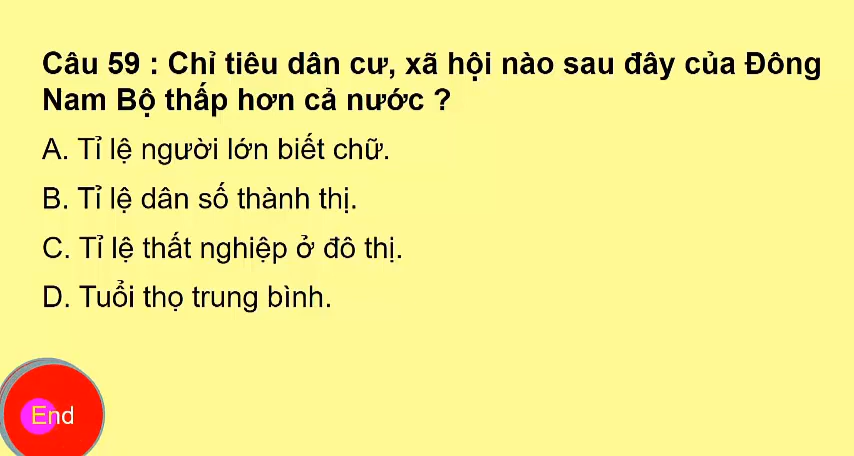 Câu 59 : Chỉ tiêu dân cư, xã hội nào sau đây của Đông
Nam Bộ thấp hơn cả nước ?
A. Tỉ lệ người lớn biết chữ.
B. Tỉ lệ dân số thành thị.
C. Tỉ lệ thất nghiệp ở đô thị.
D. Tuổi thọ trung bình.
End